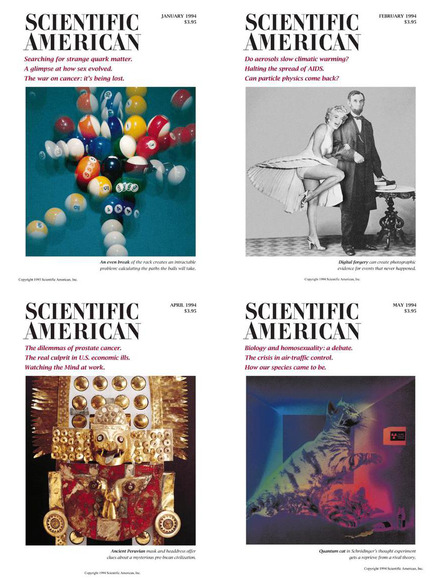 SCIENTIFIC
AMERICAN
JANUARY 1994
$3.95
Searching for strange quark matter.
A glimpse at how sex evolved.
The war on cancer: it's being lost.
An even break of the rack creates an intractable
problem: calculating the paths the balls will take.
Copyright 1993 Scientific American, Inc.
SCIENTIFIC
AMERICAN
FEBRUARY 1994
$3.95
Do aerosols slow climatic warming?
Halting the spread of AIDS.
Can particle physics come back?
Digital forgery can create photographic
evidence for events that never happened.
Copyright 1994 Scientific American, Inc.
SCIENTIFIC
AMERICAN
APRIL 1994
$3.95
The dilemmas of prostate cancer.
The real culprit in U.S. economic ills.
Watching the Mind at work.
Ancient Peruvian mask and headdress offer
clues about a mysterious pre-Incan civilization.
Copyright 1994 Scientific American, Inc.
SCIENTIFIC
AMERICAN
MAY 1994
$3.95
Biology and homosexuality: a debate.
The crisis in air-traffic control.
How our species came to be.
Quantum cat in Schrödinger's thought experiment
gets a reprieve from a rival theory.
Copyright 1994 Scientific American, Inc.